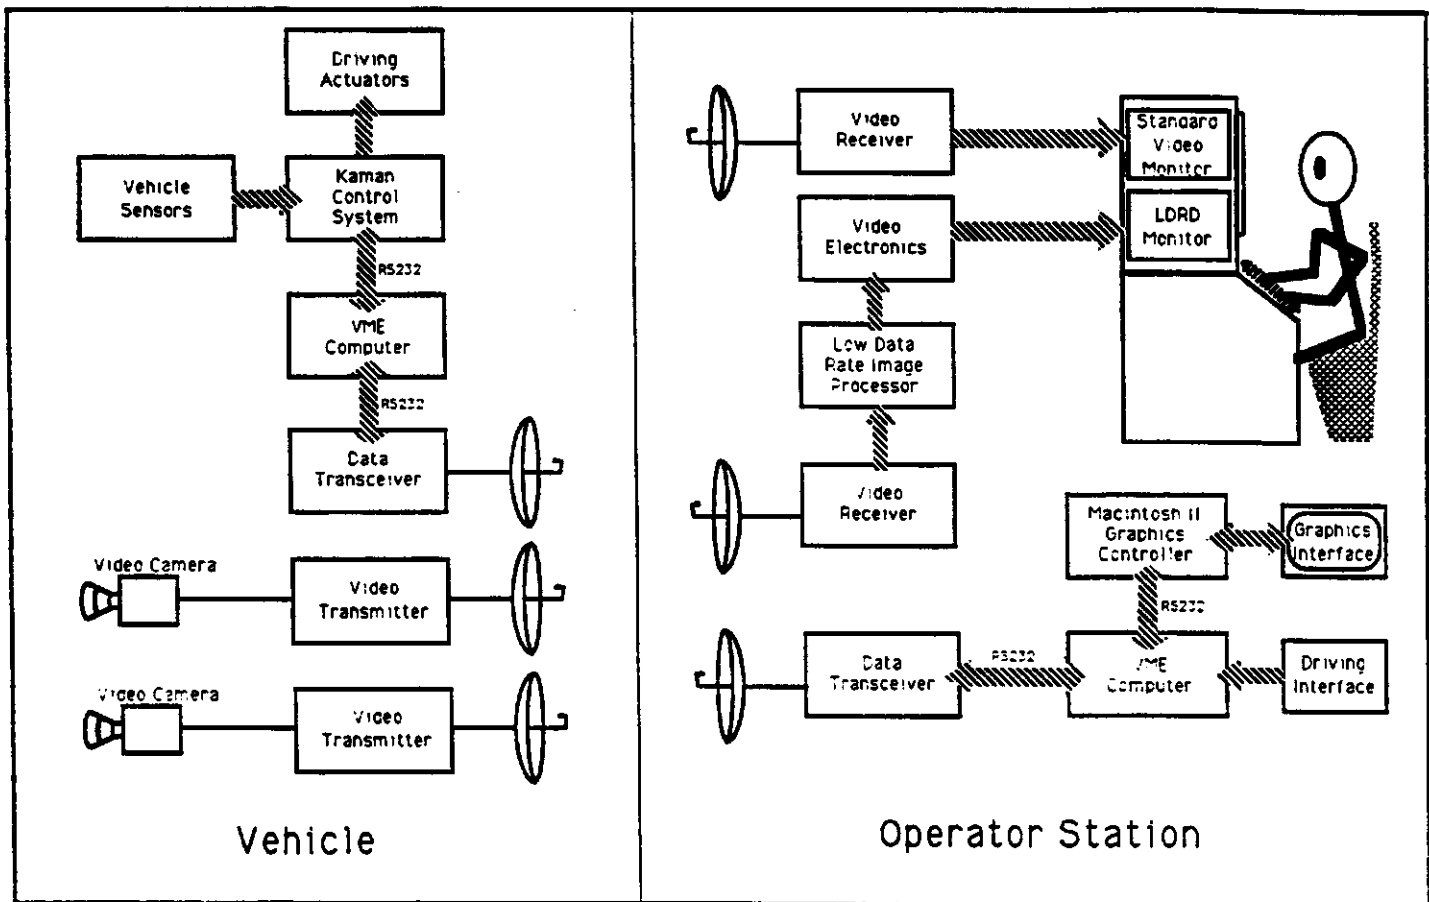 Driving
Actuators
Vehicle
Sensors
Kaman
Control
System
RS232
VME
Computer
RS232
Data
Transceiver
Video Camera
Video
Transmitter
Video Camera
Video
Transmitter
Vehicle
Video
Receiver
Standard
Video
Monitor
Video
Electronics
LDRD
Monitor
Low Data
Rate Image
Processor
Video
Receiver
Macintosh II
Graphics
Controller
Graphics
Interface
RS232
Data
Transceiver
RS232
VME
Computer
Driving
Interface
Operator Station